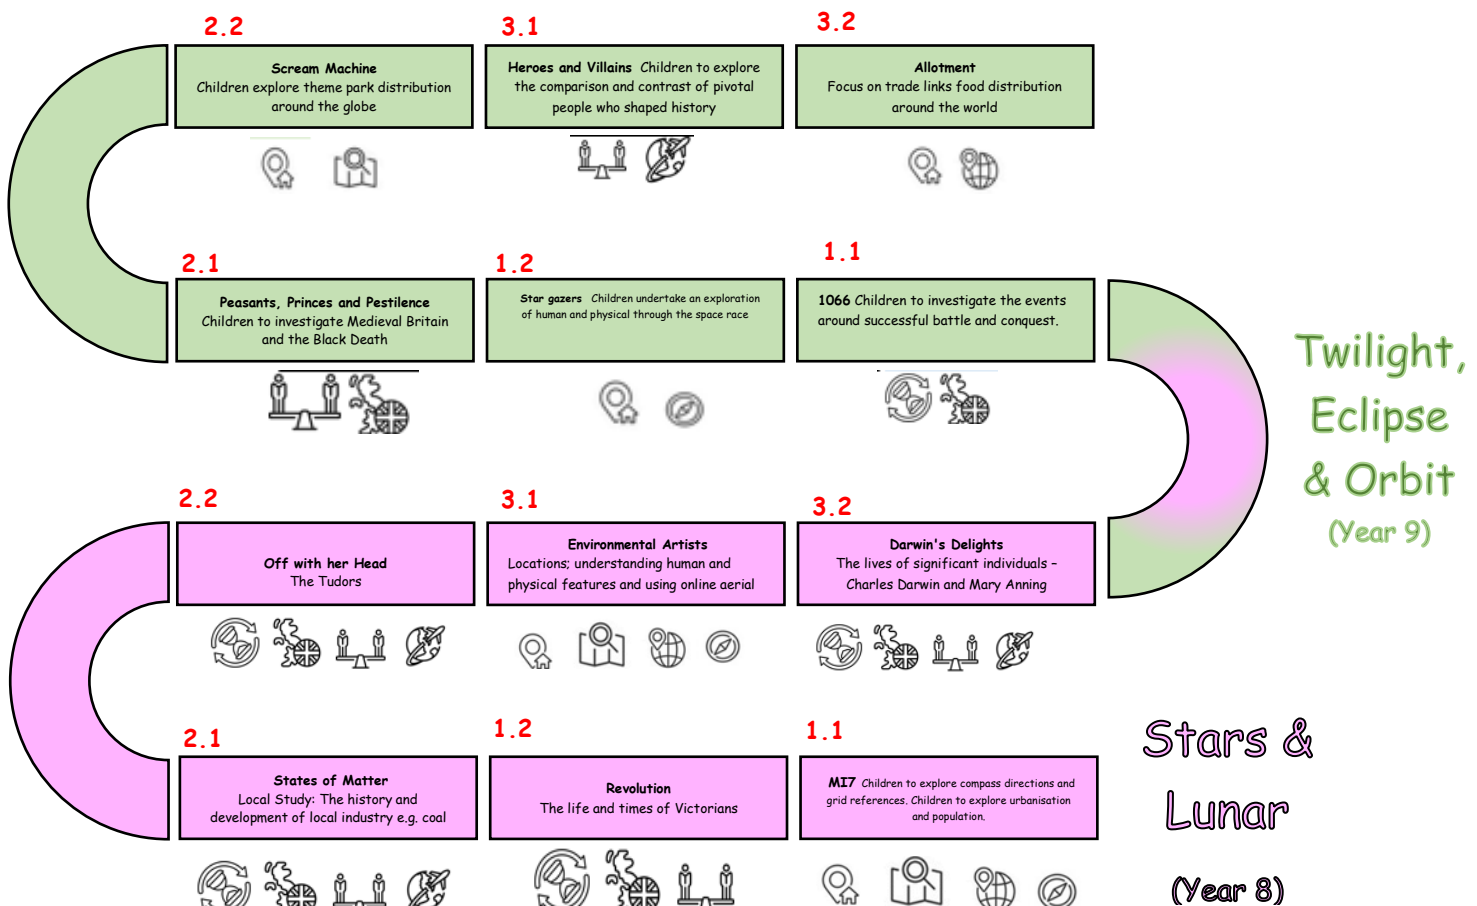 2.2
3.1
3.2
Scream Machine
Children explore theme park distribution
around the globe
Heroes and Villains Children to explore
the comparison and contrast of pivotal
people who shaped history
Allotment
Focus on trade links food distribution
around the world
2.1
1.2
1.1
Peasants, Princes and Pestilence
Children to investigate Medieval Britain
and the Black Death
Star gazers Children undertake an exploration
of human and physical through the space race
1066 Children to investigate the events
around successful battle and conquest.
Twilight,
Eclipse
& Orbit
(Year 9)
2.2
3.1
3.2
Off with her Head
The Tudors
Environmental Artists
Locations; understanding human and
physical features and using online aerial
Darwin's Delights
The lives of significant individuals –
Charles Darwin and Mary Anning
2.1
1.2
1.1
States of Matter
Local Study: The history and
development of local industry e.g. coal
Revolution
The life and times of Victorians
MI7 Children to explore compass directions and
grid references. Children to explore urbanisation
and population.
Stars &
Lunar
(Year 8)